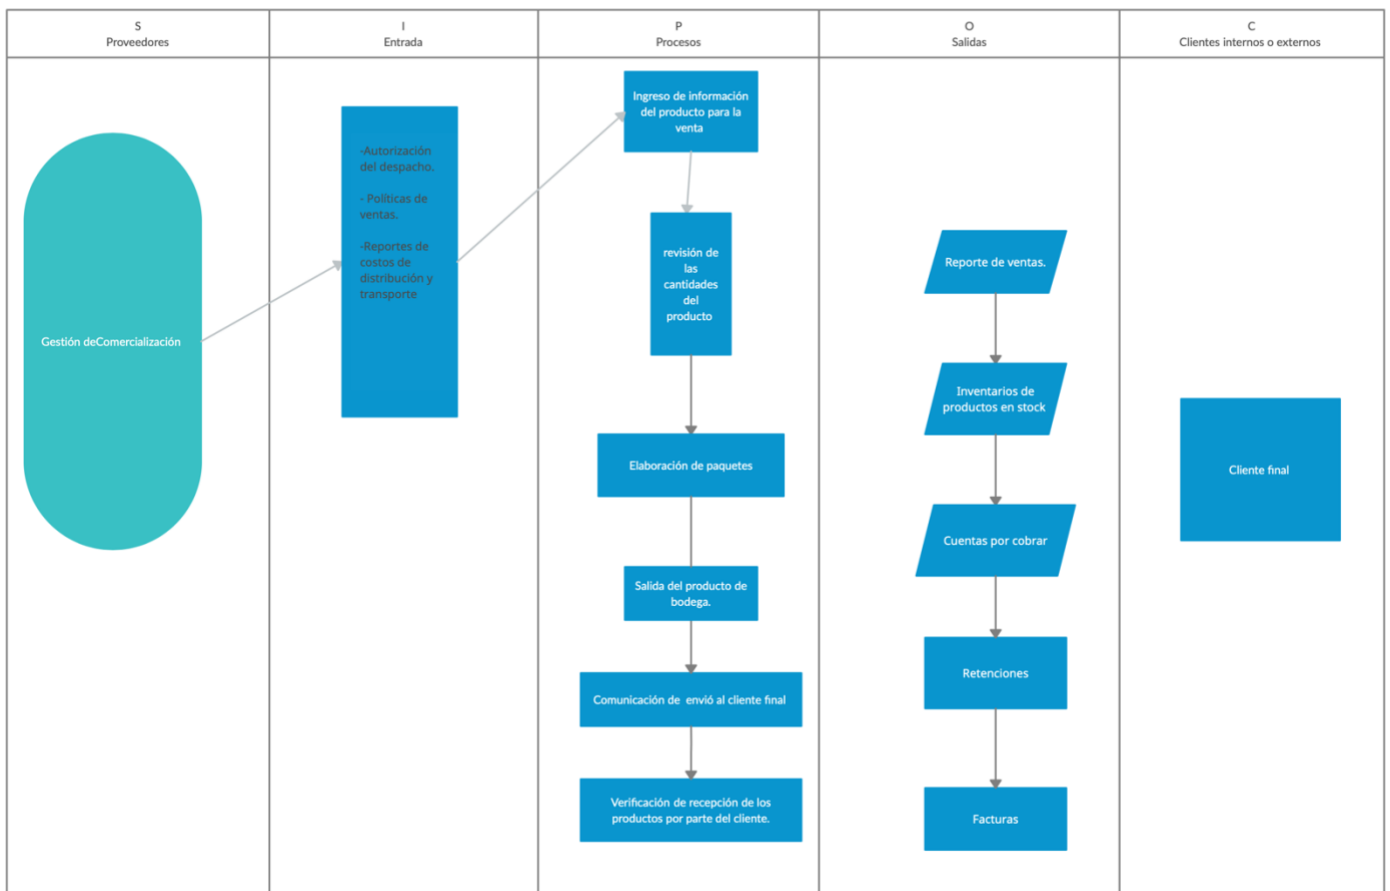 S
Proveedores
I
Entrada
P
Procesos
O
Salidas
C
Clientes internos o externos
Gestión deComercialización
-Autorización
del despacho.
- Políticas de
ventas.
-Reportes de
costos de
distribución y
transporte
Ingreso de información
del producto para la
venta
revisión de
las
cantidades
del
producto
Elaboración de paquetes
Salida del producto de
bodega.
Comunicación de envió al cliente final
Verificación de recepción de los
productos por parte del cliente.
Reporte de ventas.
Inventarios de
productos en stock
Cuentas por cobrar
Retenciones
Facturas
Cliente final